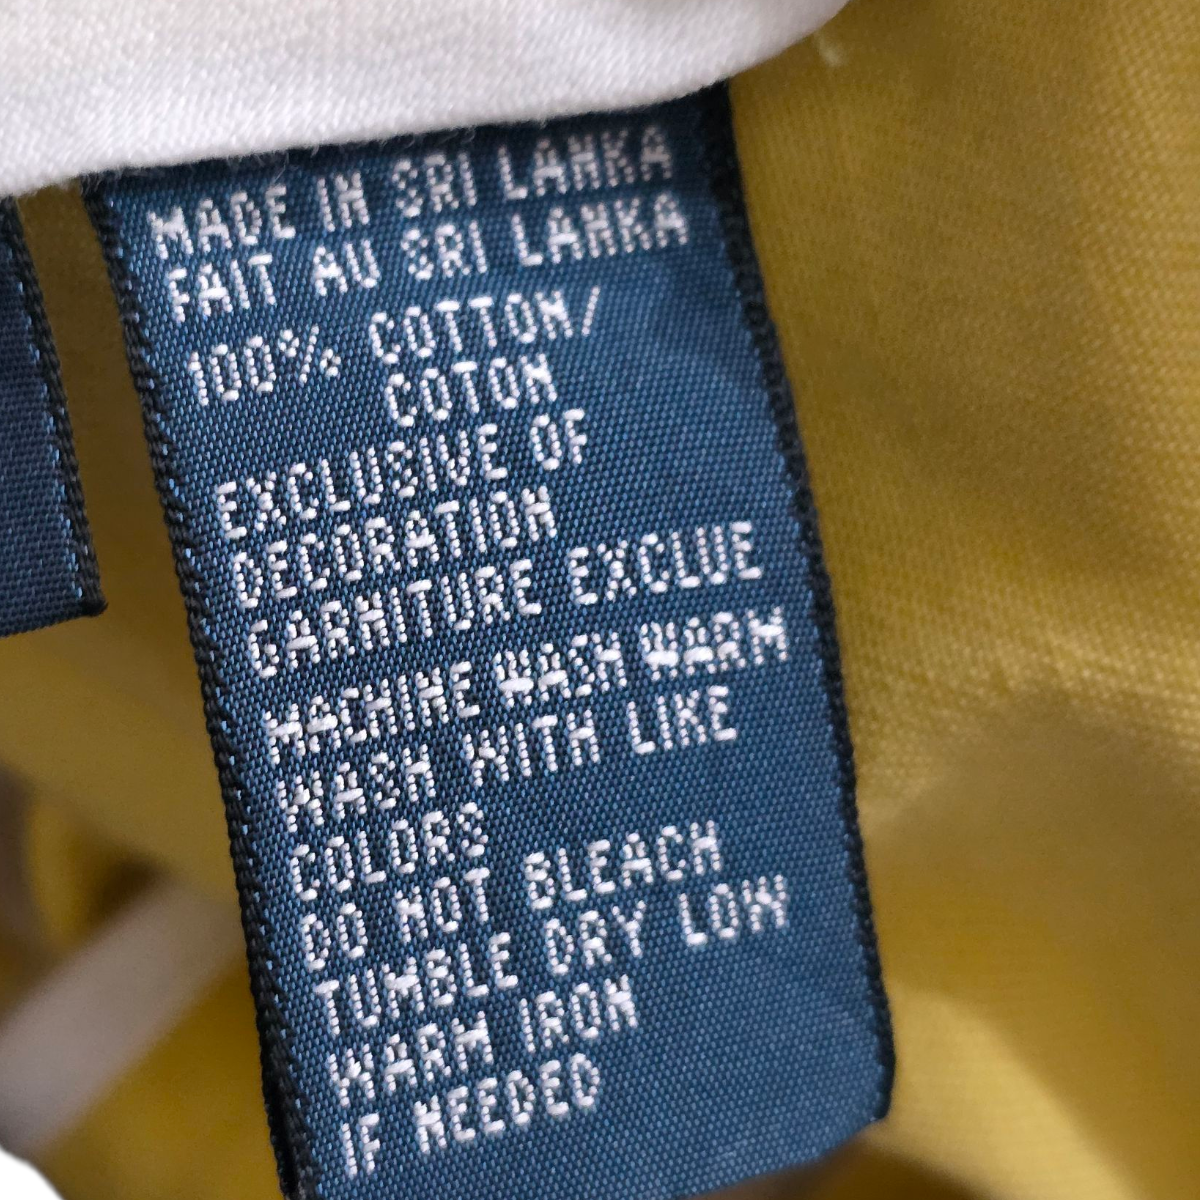 MADE IN SRI LANKA
FAIT AU SRI LANKA
100% COTTON/
COTON
EXCLUSIVE OF
DECORATION
GARNITURE EXCLUE
MACHINE WASH WARM
WASH WITH LIKE
COLORS
DO NOT BLEACH
TUMBLE DRY LOW
WARM IRON
IF NEEDED